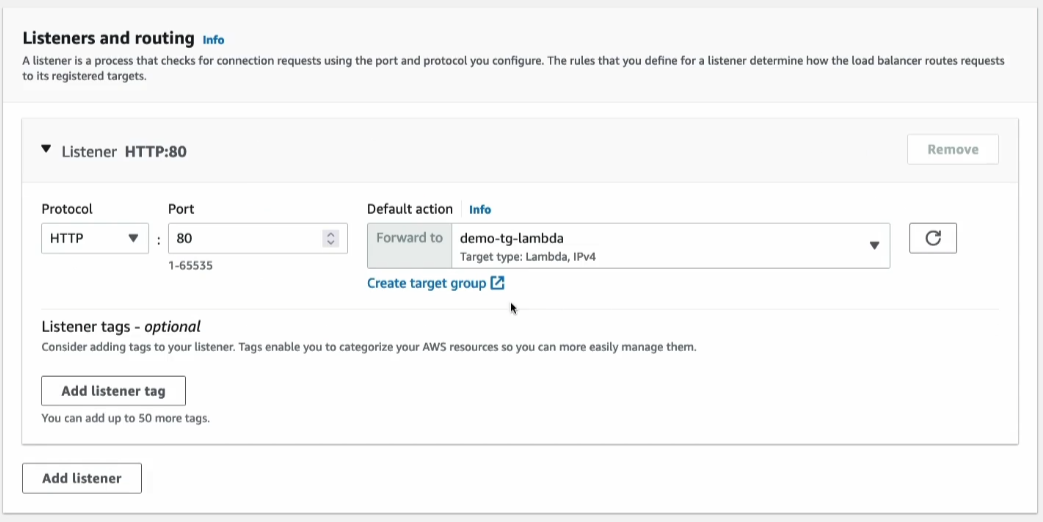 Listeners and routing Info
A listener is a process that checks for connection requests using the port and protocol you configure. The rules that you define for a listener determine how the load balancer routes requests
to its registered targets.
Listener HTTP:80
Remove
Protocol Port Default action Info
HTTP : 80 Forward to demo-tg-lambda
Target type: Lambda, IPv4
1-65535
Create target group
Listener tags - optional
Consider adding tags to your listener. Tags enable you to categorize your AWS resources so you can more easily manage them.
Add listener tag
You can add up to 50 more tags.
Add listener